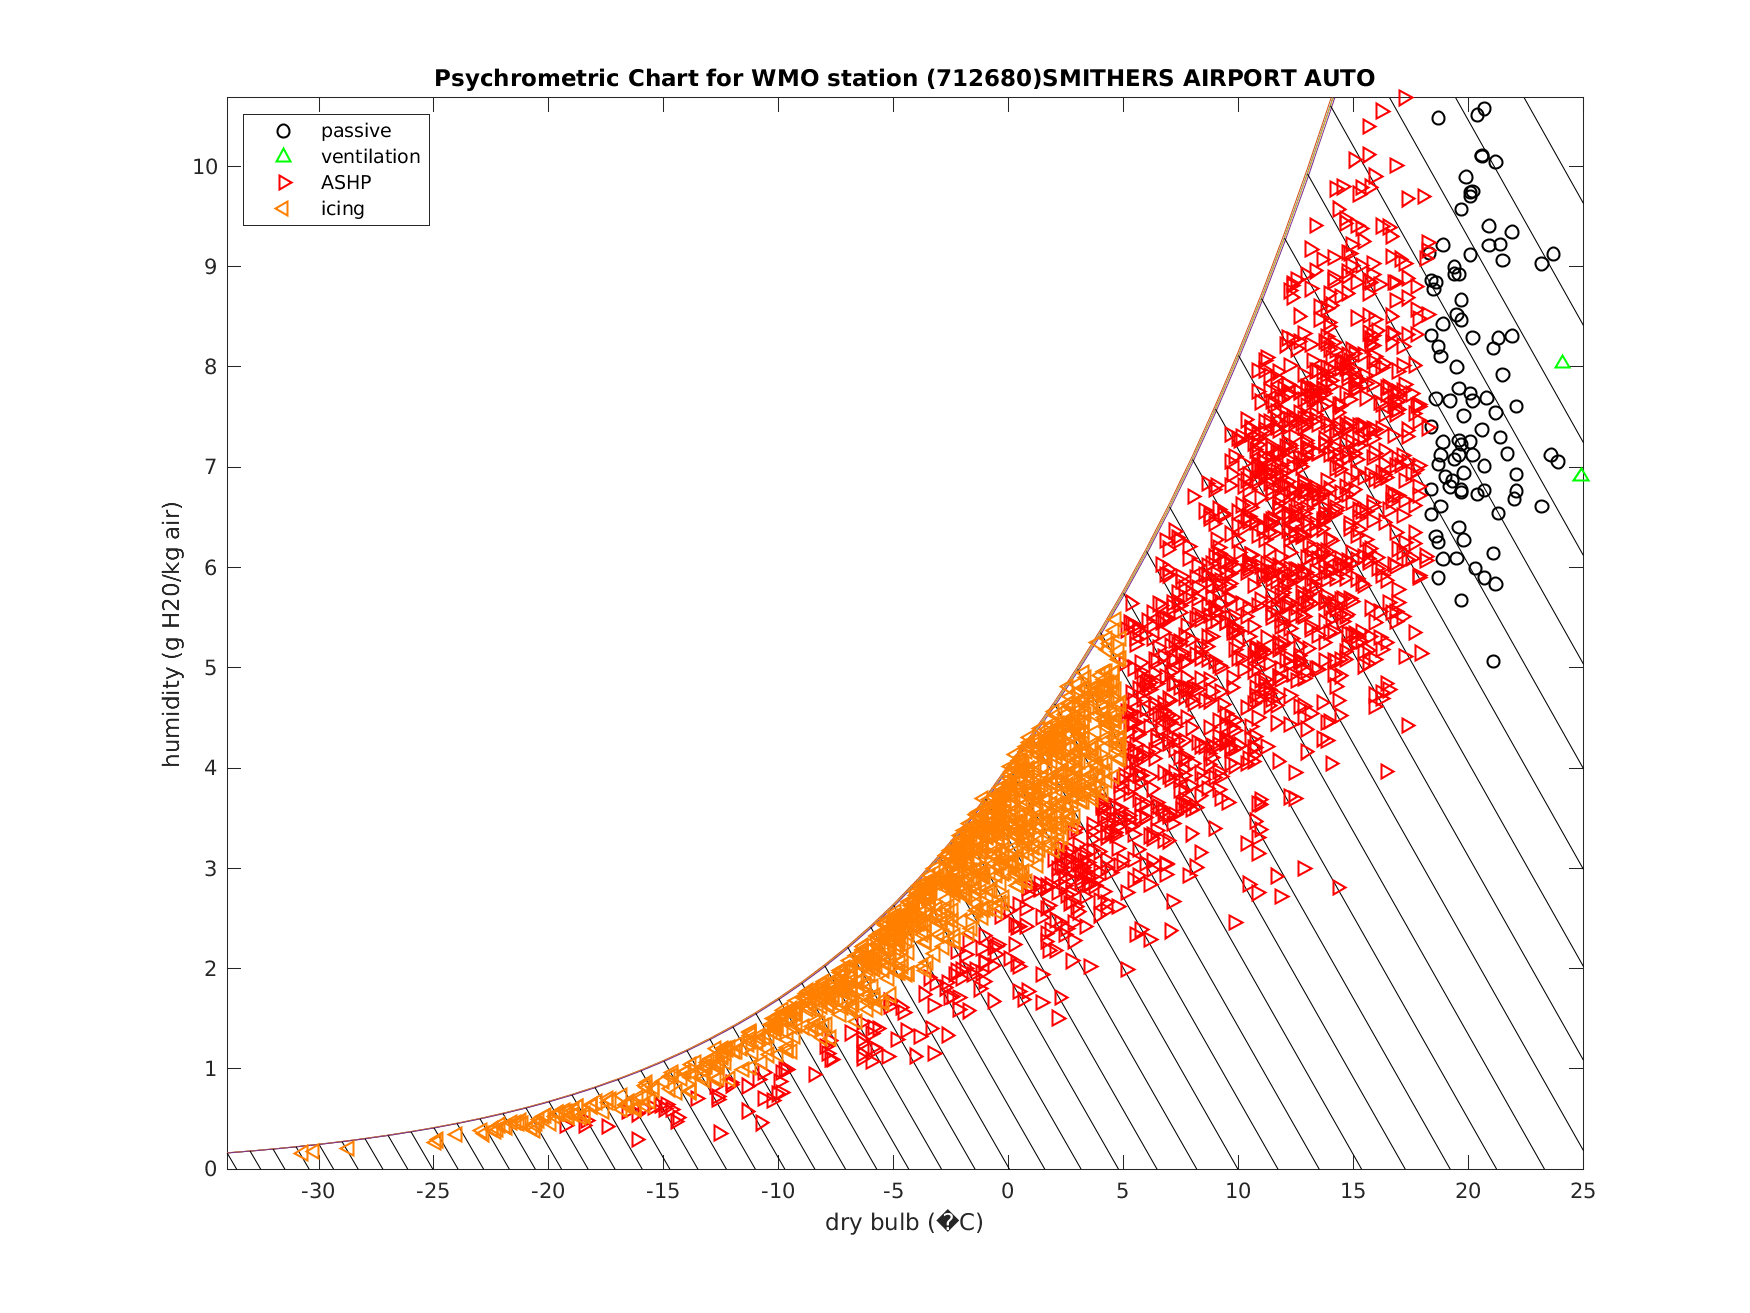 Psychrometric Chart for WMO station (712680)SMITHERS AIRPORT AUTO
passive
ventilation
ASHP
icing
humidity (g H20/kg air)
10
9
8
7
6
5
4
3
2
1
0
-30 -25 -20 -15 -10 -5 0 5 10 15 20 25
dry bulb (�C)